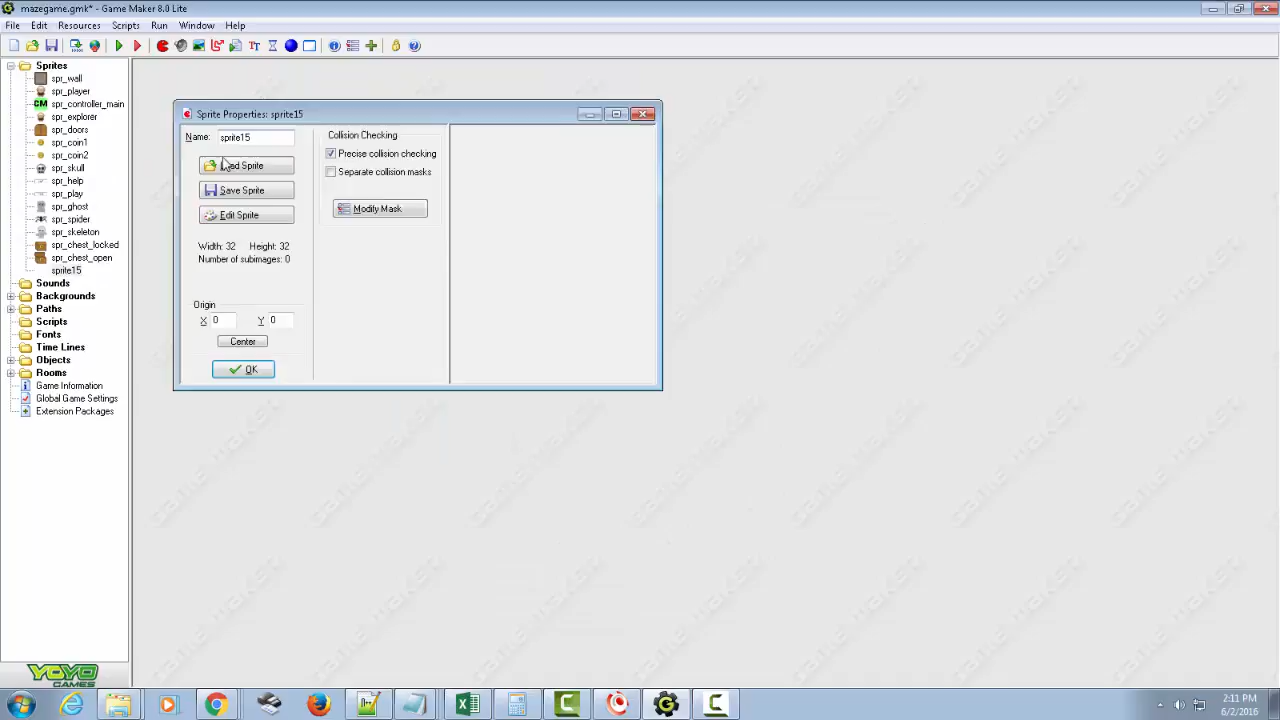 mazegame.gmk* - Game Maker 8.0 Lite
File Edit Resources Scripts Run Window Help
Sprites
spr_wall
spr_player
CM spr_controller_main
spr_explorer
spr_doors
spr_coin1
spr_coin2
spr_skull
spr_help
spr_play
spr_ghost
spr_spider
spr_skeleton
spr_chest_locked
spr_chest_open
sprite15
Sounds
Backgrounds
Paths
Scripts
Fonts
Time Lines
Objects
Rooms
Game Information
Global Game Settings
Extension Packages
Sprite Properties: sprite15
Name: sprite15
Sprite
Save Sprite
Edit Sprite
Width: 32 Height: 32
Number of subimages: 0
Origin
X 0 Y 0
Center
OK
Collision Checking
Precise collision checking
Separate collision masks
Modify Mask
YOYO
GAMES
2:11 PM
6/2/2016